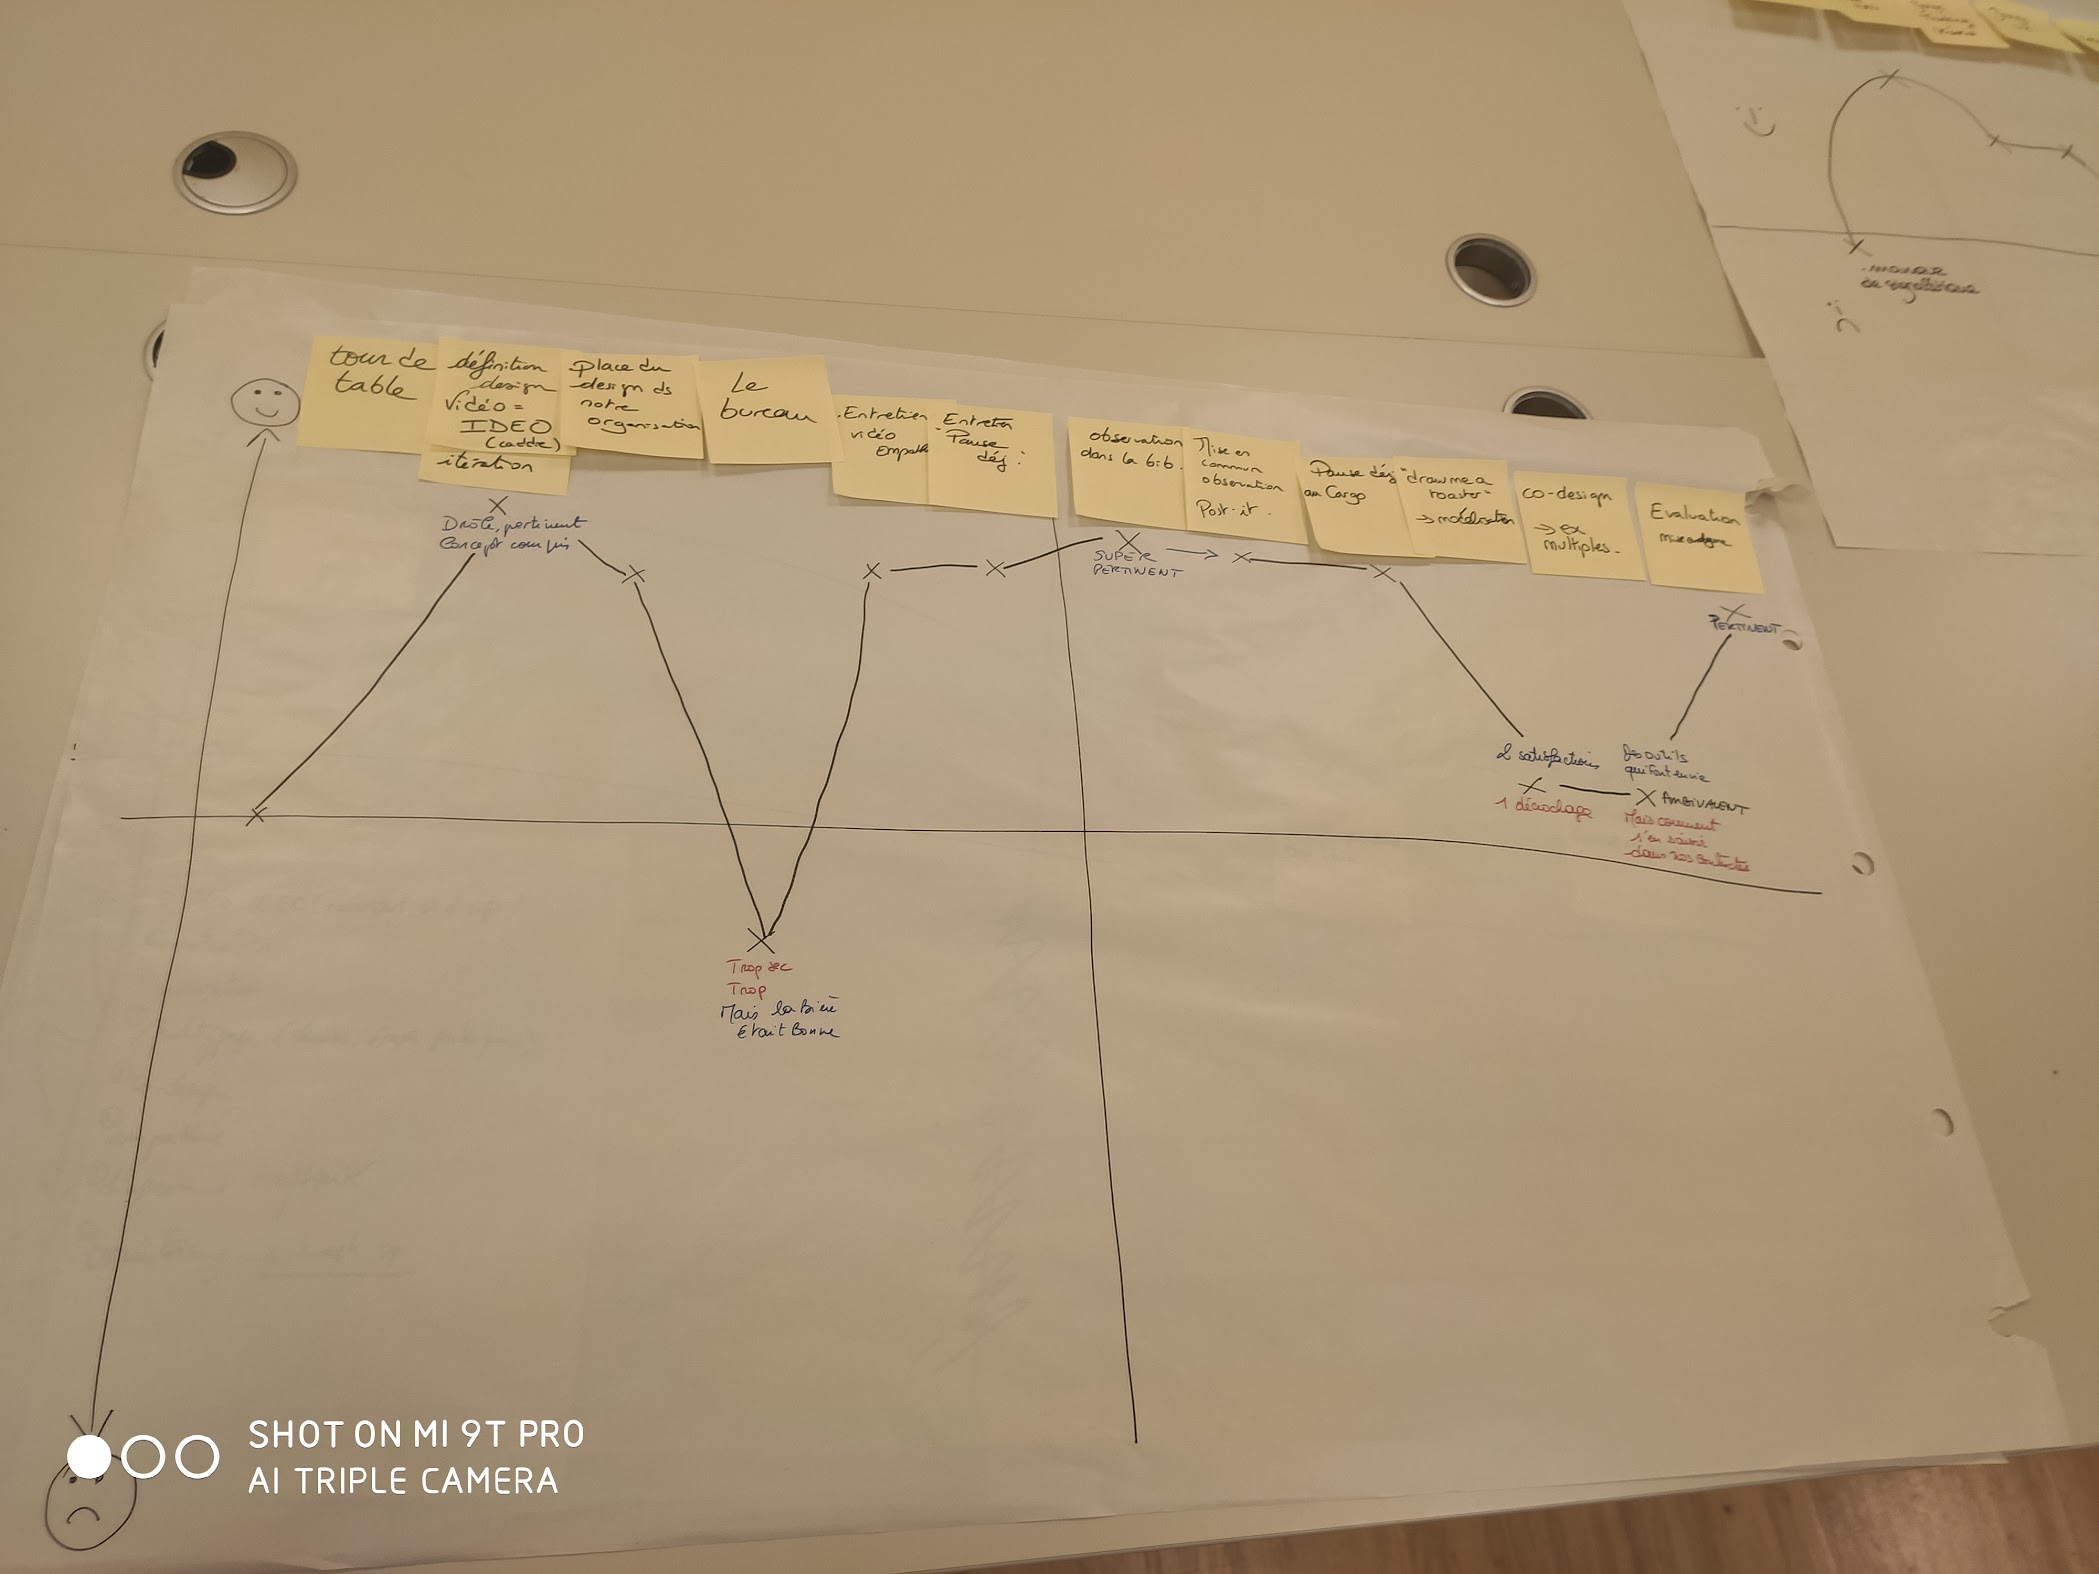 tour de
table
définition
design
Vidéo =
IDEO
(caddie)
itération
place du
design ds
notre
organisation
Le
bureau
Entretien
vidéo
Empath
Entretien
Pause
déj :
observation
dans la bib.
Mise en
commun
observation
Post-it.
Pause déj
au Cargo
"draw me a
toaster"
→ modélisation
co-design
→ ex
multiples.
Evaluation
Drôle, pertinent
Concept compris
SUPER
PERTINENT
PERTINENT
2 satisfactions
1 décrochage
Des outils
qui font envie
AMBIVALENT
Mais comment
s'en servir
dans nos contextes
Trop sec
Trop
Mais la bière
était bonne
SHOT ON MI 9T PRO
AI TRIPLE CAMERA